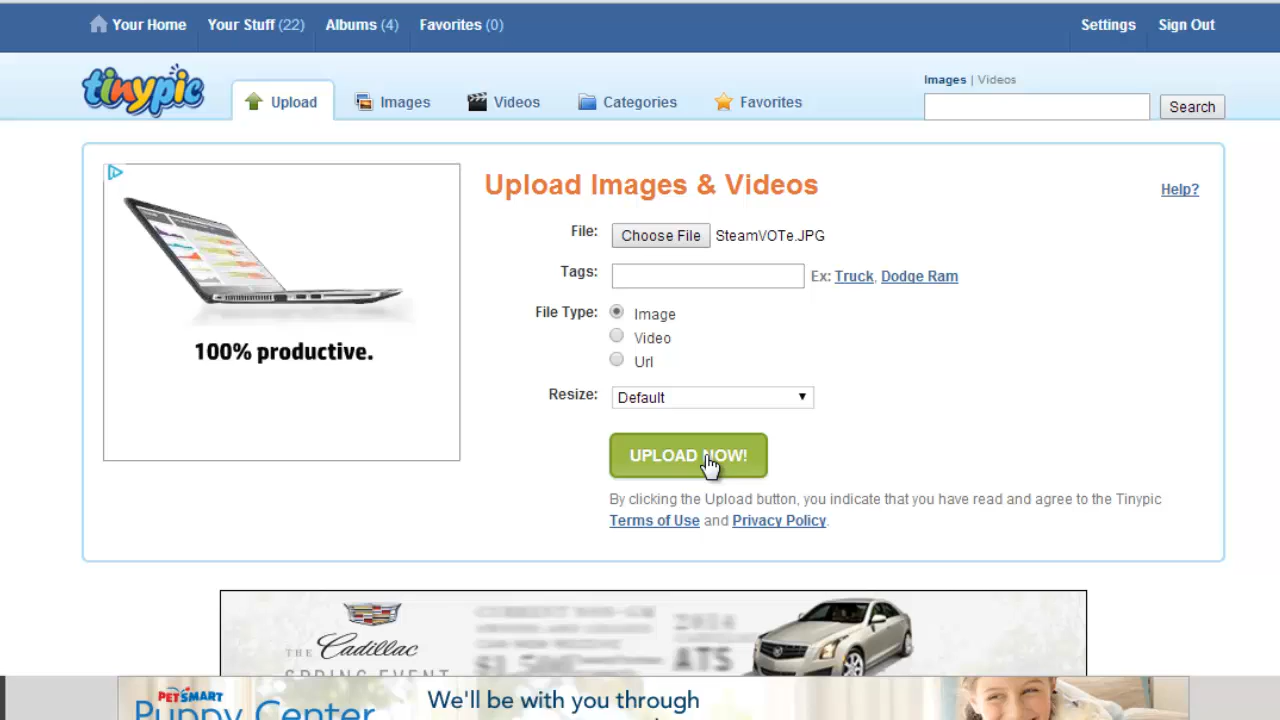 Your Home Your Stuff (22) Albums (4) Favorites (0) Settings Sign Out
tinypic Upload Images Videos Categories Favorites
Images | Videos
Search
Upload Images & Videos
Help?
File: Choose File SteamVOTe.JPG
Tags: Ex: Truck, Dodge Ram
File Type: Image
Video
Url
Resize: Default
100% productive.
UPLOAD NOW!
By clicking the Upload button, you indicate that you have read and agree to the Tinypic
Terms of Use and Privacy Policy.
THE Cadillac
SPRING EVENT
2014
ATS
PETSMART
Puppy Center
We'll be with you through